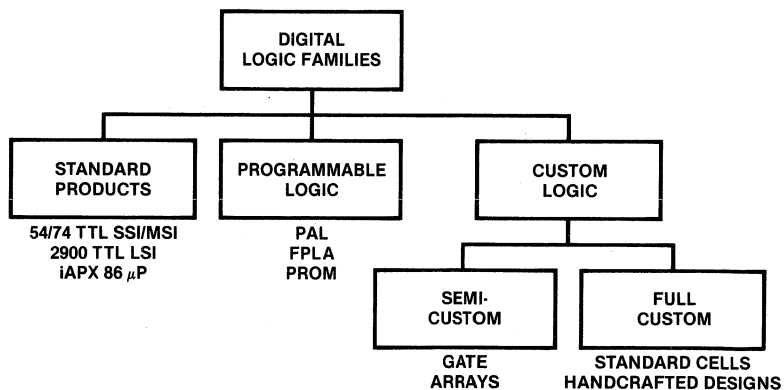 DIGITAL
LOGIC FAMILIES
STANDARD
PRODUCTS
54/74 TTL SSI/MSI
2900 TTL LSI
iAPX 86 μP
PROGRAMMABLE
LOGIC
PAL
FPLA
PROM
CUSTOM
LOGIC
SEMI-
CUSTOM
GATE
ARRAYS
FULL
CUSTOM
STANDARD CELLS
HANDCRAFTED DESIGNS